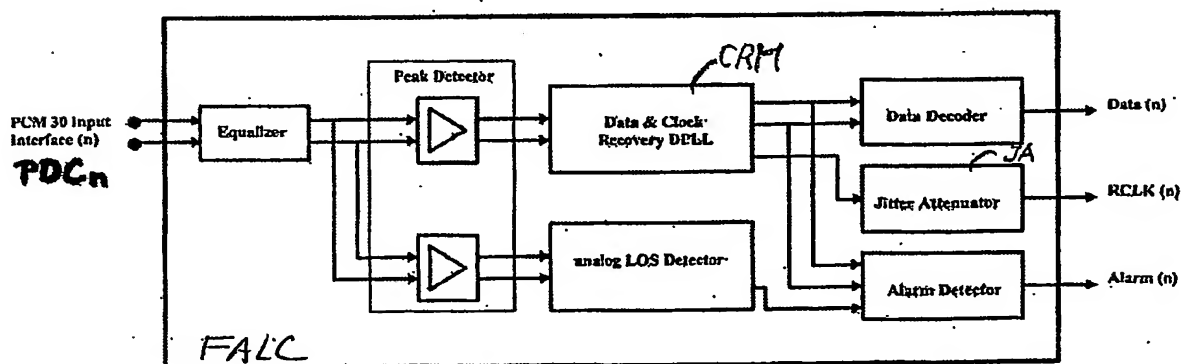 CRM
Peak Detector
PCM 30 Input
Interface (n)
PDCn
Equalizer
Data & Clock
Recovery DPLL
Data Decoder
Data (n)
JA
Jitter Attenuator
RCLK (n)
analog LOS Detector
Alarm Detector
Alarm (n)
FALC